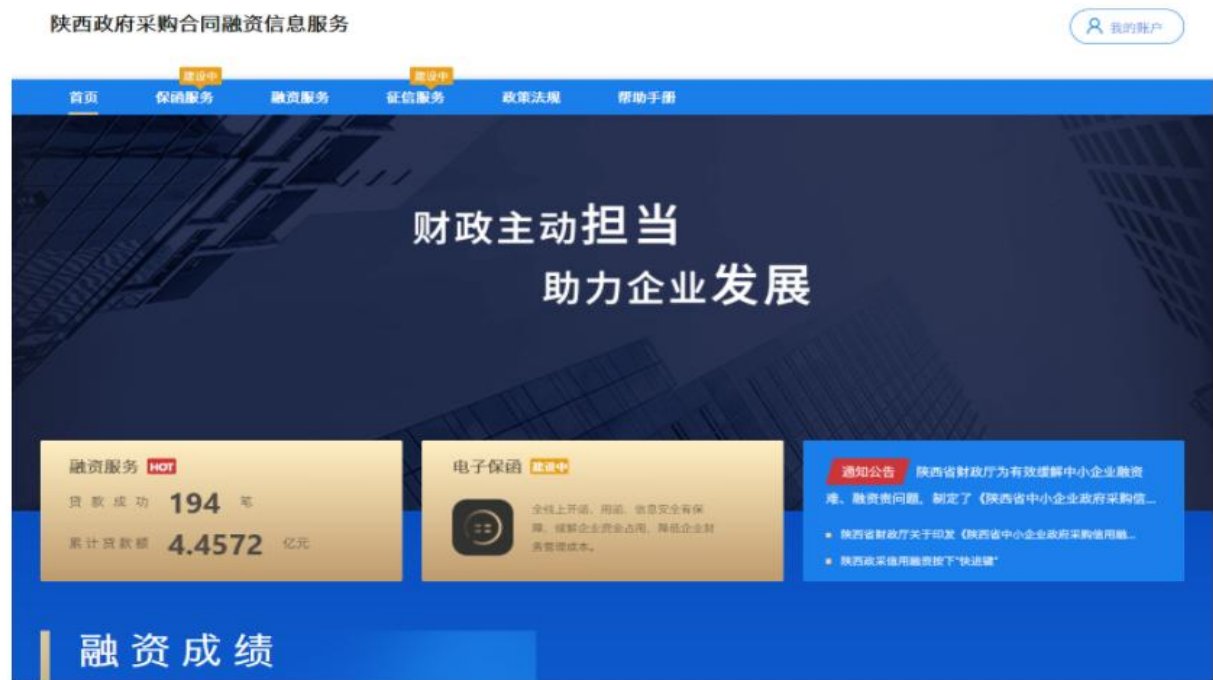 陕西政府采购合同融资信息服务
我的账户
建设中
建设中
首页 保函服务 融资服务 征信服务 政策法规 帮助手册
财政主动担当
助力企业发展
融资服务 HOT
贷款成功 194 笔
累计贷款额 4.4572 亿元
电子保函 建设中
全线上开函、用函，信息安全有保
障，缓解企业资金占用，降低企业财
务管理成本。
通知公告 陕西省财政厅为有效缓解中小企业融资
难、融资贵问题，制定了《陕西省中小企业政府采购信...
陕西省财政厅关于印发《陕西省中小企业政府采购信用融...
陕西政采信用融资按下“快进键”
融资成绩